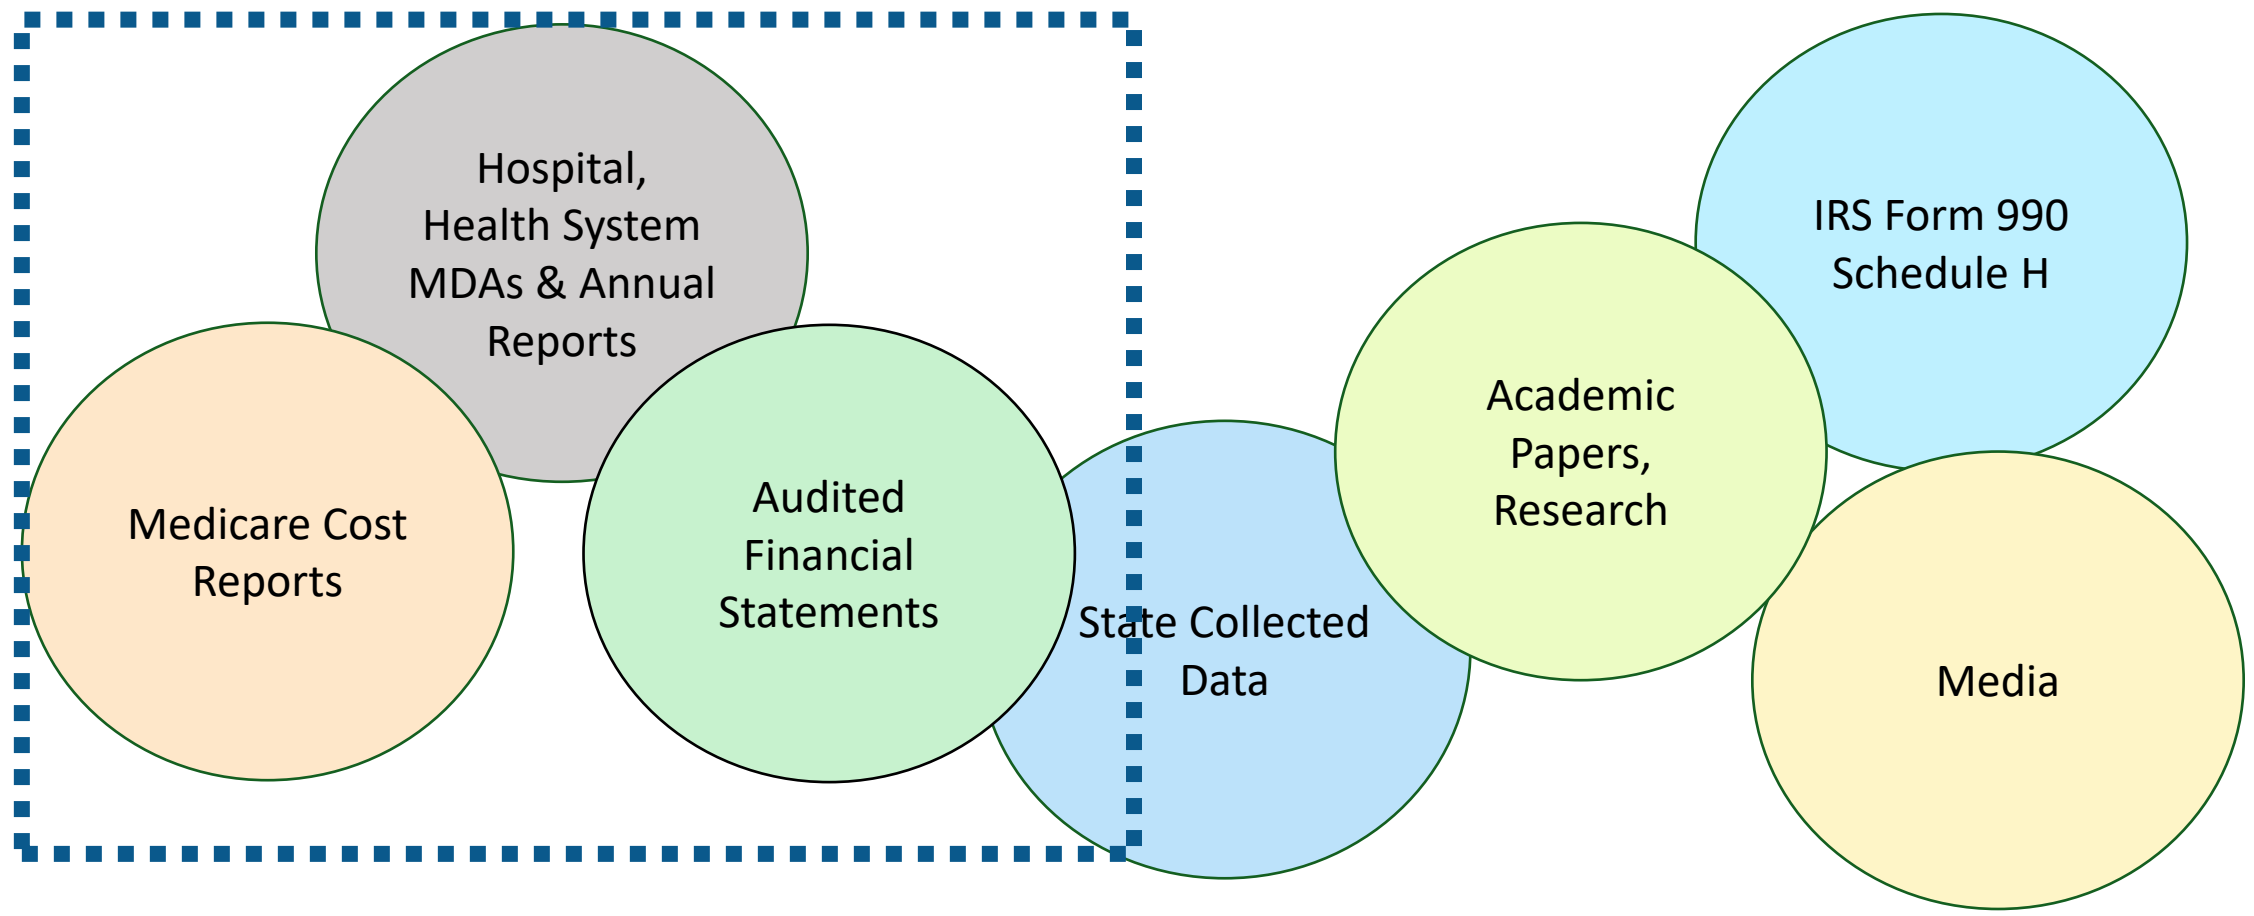 Hospital,
Health System
MDAs & Annual
Reports
Medicare Cost
Reports
Audited
Financial
Statements
State Collected
Data
Academic
Papers,
Research
IRS Form 990
Schedule H
Media